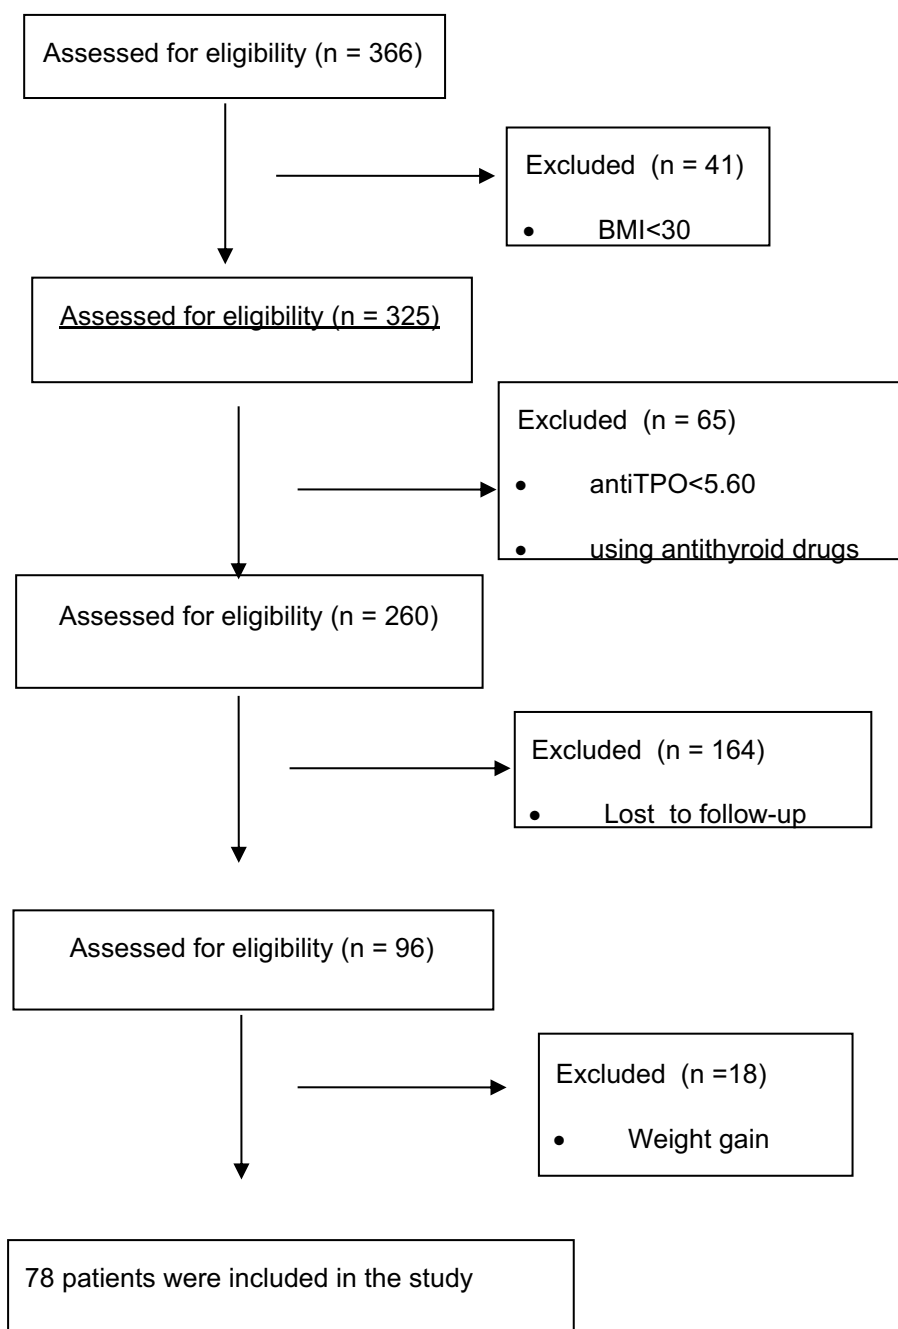 Assessed for eligibility (n = 366)
Excluded  (n = 41)
• BMI<30
Assessed for eligibility (n = 325)
Excluded  (n = 65)
• antiTPO<5.60
• using antithyroid drugs
Assessed for eligibility (n = 260)
Excluded  (n = 164)
• Lost  to follow-up
Assessed for eligibility (n = 96)
Excluded  (n =18)
• Weight gain
78 patients were included in the study